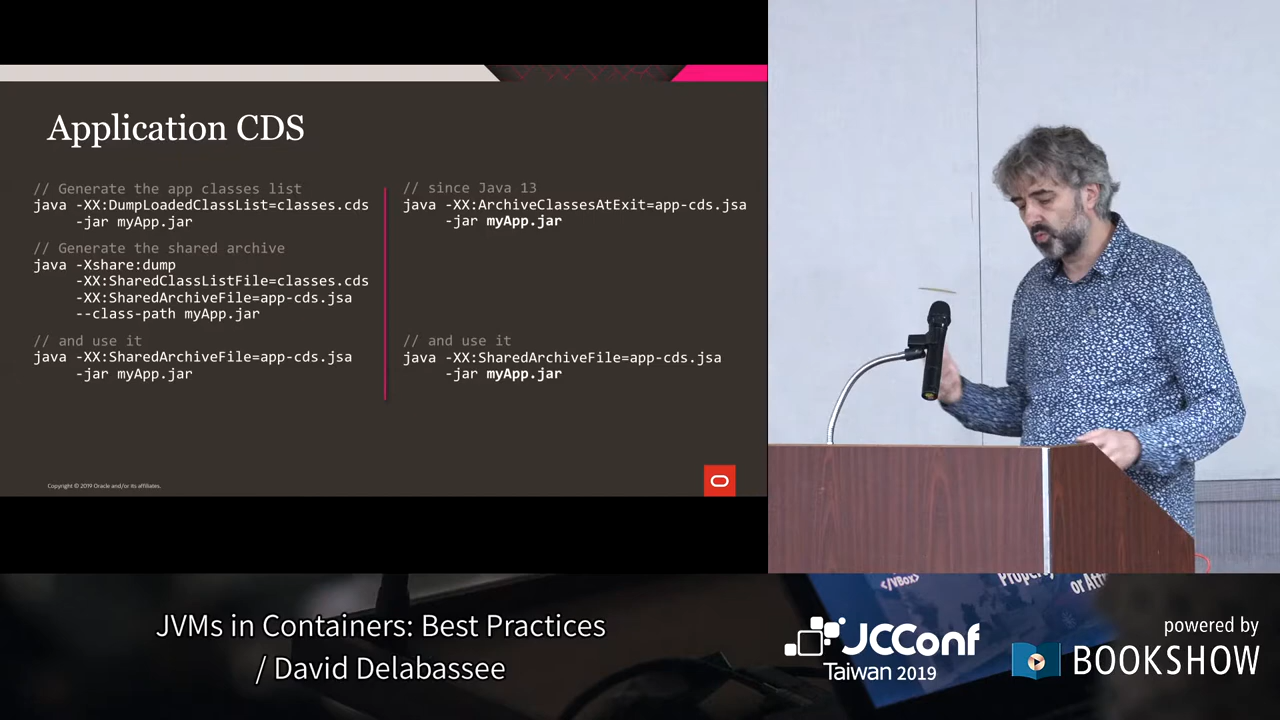 Application CDS
// Generate the app classes list
java -XX:DumpLoadedClassList=classes.cds
-jar myApp.jar
// Generate the shared archive
java -Xshare:dump
-XX:SharedClassListFile=classes.cds
-XX:SharedArchiveFile=app-cds.jsa
--class-path myApp.jar
// and use it
java -XX:SharedArchiveFile=app-cds.jsa
-jar myApp.jar
// since Java 13
java -XX:ArchiveClassesAtExit=app-cds.jsa
-jar myApp.jar
// and use it
java -XX:SharedArchiveFile=app-cds.jsa
-jar myApp.jar
Copyright © 2019 Oracle and/or its affiliates.
</VBox>
JVMs in Containers: Best Practices
/ David Delabassee
JCConf
Taiwan 2019
powered by
BOOKSHOW